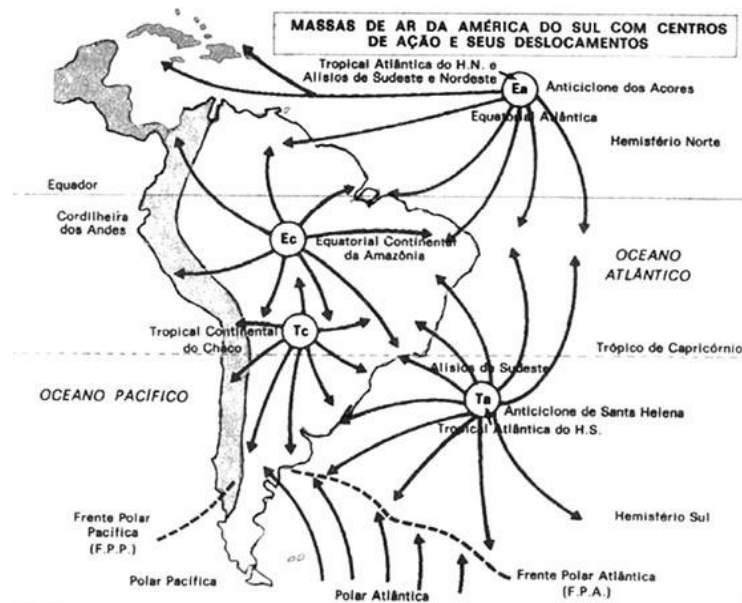 MASSAS DE AR DA AMÉRICA DO SUL COM CENTROS
DE AÇÃO E SEUS DESLOCAMENTOS
Tropical Atlântica do H.N. e
Alísios de Sudeste e Nordeste
Ea
Anticiclone dos Açores
Equatorial Atlântica
Hemisfério Norte
Equador
Cordilheira
dos Andes
Ec
Equatorial Continental
da Amazônia
OCEANO
ATLÂNTICO
Tropical Continental
do Chaco
Tc
Trópico de Capricórnio
Alísios de Sudeste
OCEANO PACÍFICO
Ta
Anticiclone de Santa Helena
Tropical Atlântica do H.S.
Frente Polar
Pacífica
(F.P.P.)
Hemisfério Sul
Polar Pacífica
Polar Atlântica
Frente Polar Atlântica
(F.P.A.)